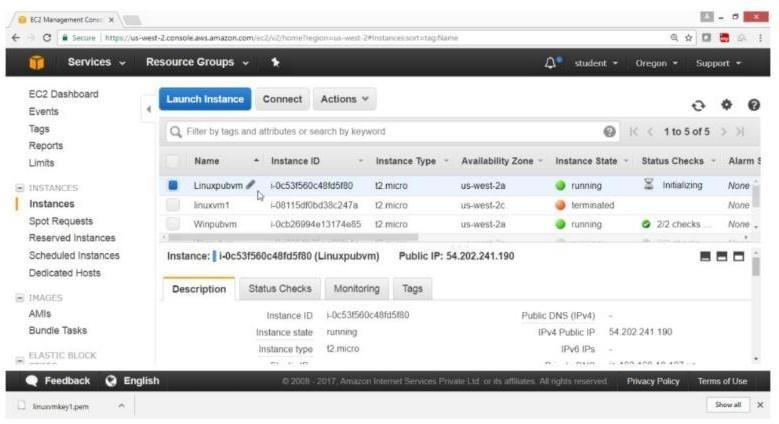 EC2 Management Consol
Secure https://us-west-2.console.aws.amazon.com/ec2/v2/home?region=us-west-2#Instances:sort=tag:Name
Services Resource Groups student Oregon Support
EC2 Dashboard
Events
Tags
Reports
Limits
INSTANCES
Instances
Spot Requests
Reserved Instances
Scheduled Instances
Dedicated Hosts
IMAGES
AMIs
Bundle Tasks
ELASTIC BLOCK
Launch Instance Connect Actions
Filter by tags and attributes or search by keyword 1 to 5 of 5
Name Instance ID Instance Type Availability Zone Instance State Status Checks Alarm S
Linuxpubvm i-0c53f560c48fd5f80 t2.micro us-west-2a running Initializing None
linuxvm1 i-08115df0bd38c247a t2.micro us-west-2c terminated None
Winpubvm i-0cb26994e13174e85 t2.micro us-west-2a running 2/2 checks ... None
Instance: i-0c53f560c48fd5f80 (Linuxpubvm) Public IP: 54.202.241.190
Description Status Checks Monitoring Tags
Instance ID i-0c53f560c48fd5f80 Public DNS (IPv4) -
Instance state running IPv4 Public IP 54.202.241.190
Instance type t2.micro IPv6 IPs -
Feedback English © 2008 - 2017, Amazon Internet Services Private Ltd. or its affiliates. All rights reserved. Privacy Policy Terms of Use
linuxvmkey1.pem Show all